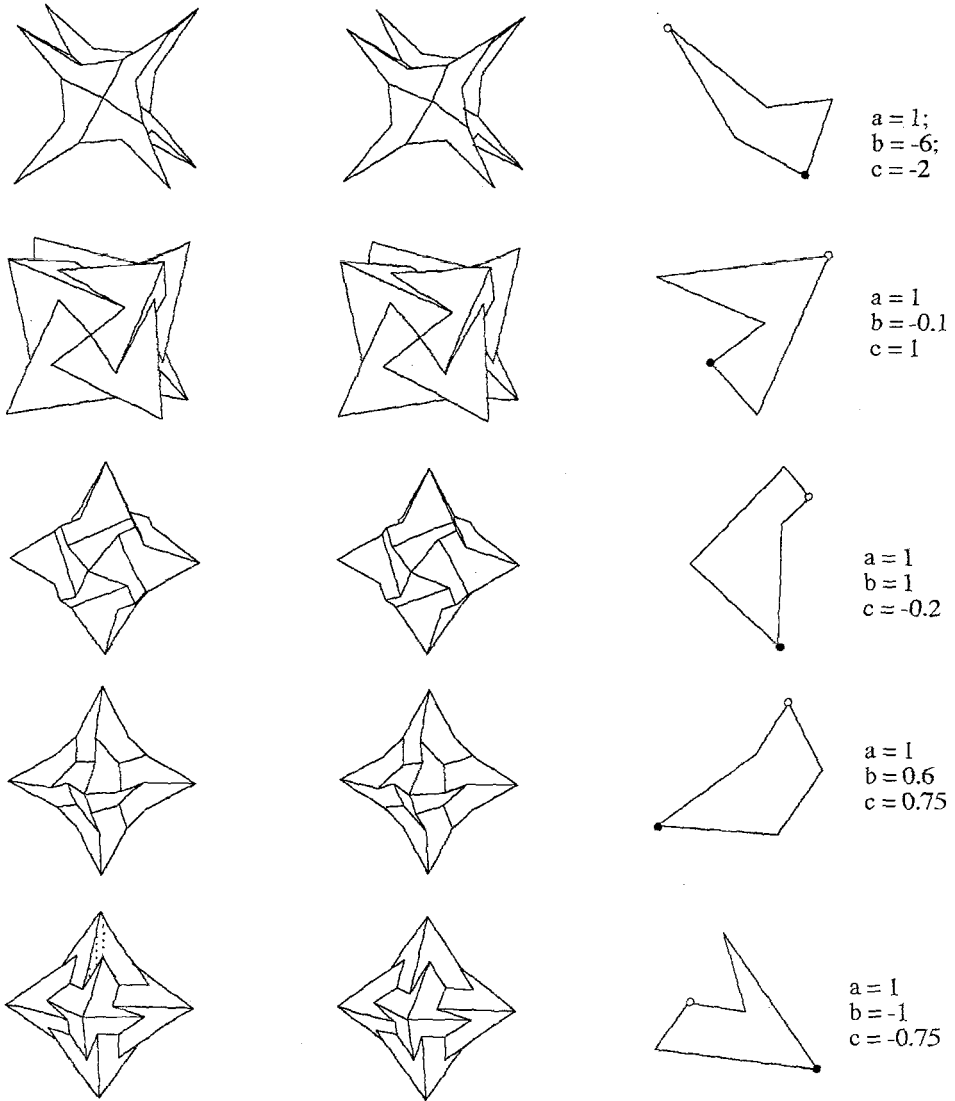 a = 1;
b = -6;
c = -2
a = 1
b = -0.1
c = 1
a = 1
b = 1
c = -0.2
a = 1
b = 0.6
c = 0.75
a = 1
b = -1
c = -0.75